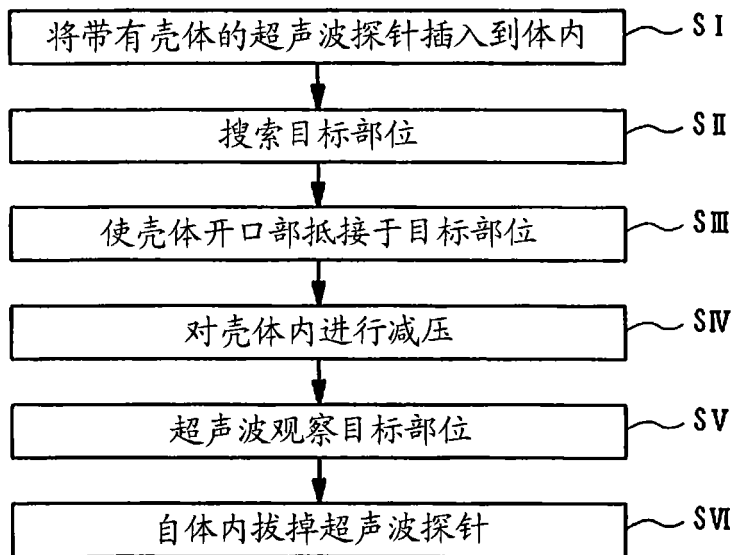 将带有壳体的超声波探针插入到体内 SⅠ
搜索目标部位 SⅡ
使壳体开口部抵接于目标部位 SⅢ
对壳体内进行减压 SⅣ
超声波观察目标部位 SⅤ
自体内拔掉超声波探针 SⅥ